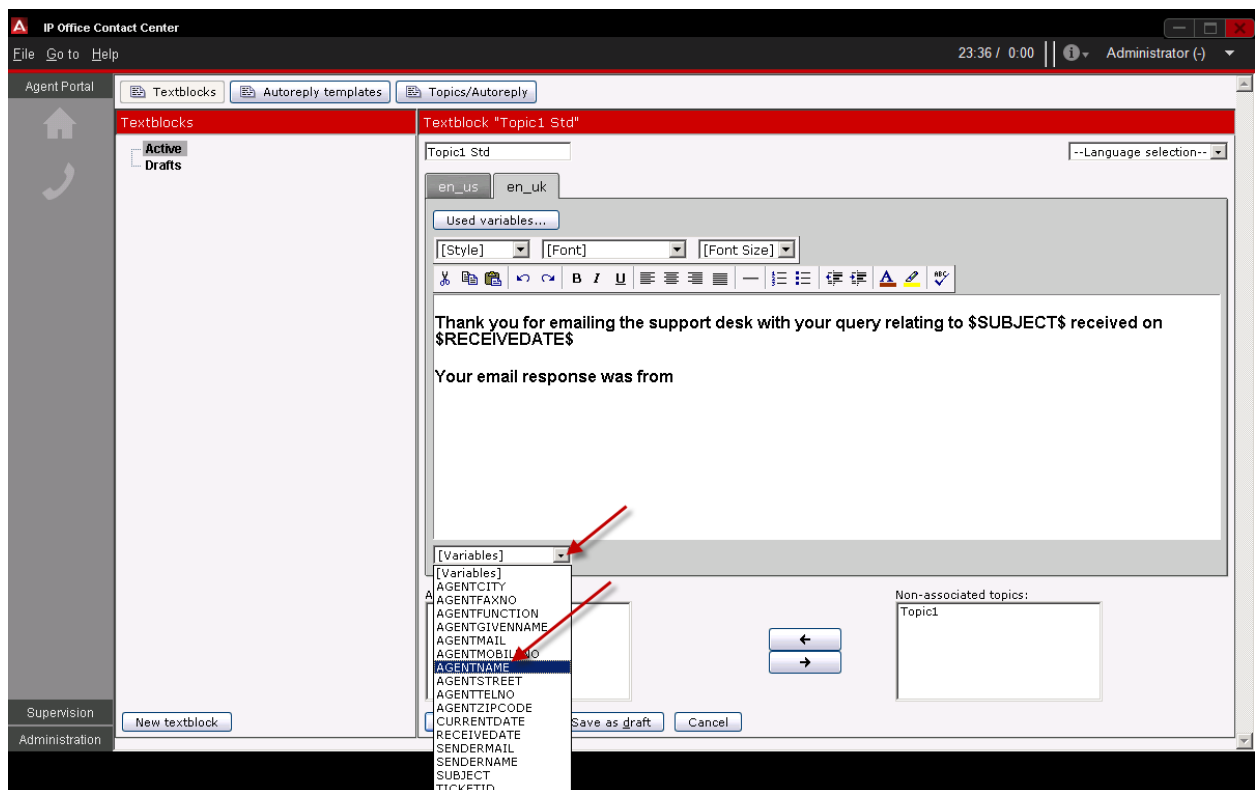 IP Office Contact Center
File Go to Help
23:36 / 0:00 Administrator (-)
Agent Portal
Textblocks Autoreply templates Topics/Autoreply
Textblocks
Active
Drafts
Textblock "Topic1 Std"
Topic1 Std
--Language selection--
en_us en_uk
Used variables...
[Style] [Font] [Font Size]
B I U ABC
Thank you for emailing the support desk with your query relating to $SUBJECT$ received on
$RECEIVEDATE$
Your email response was from
[Variables]
[Variables]
AGENTCITY
AGENTFAXNO
AGENTFUNCTION
AGENTGIVENNAME
AGENTMAIL
AGENTNAME
AGENTSTREET
AGENTTELNO
AGENTZIPCODE
CURRENTDATE
RECEIVEDATE
SENDERMAIL
SENDERNAME
SUBJECT
TICKETID
Non-associated topics:
Topic1
Save as draft Cancel
New textblock
Supervision
Administration